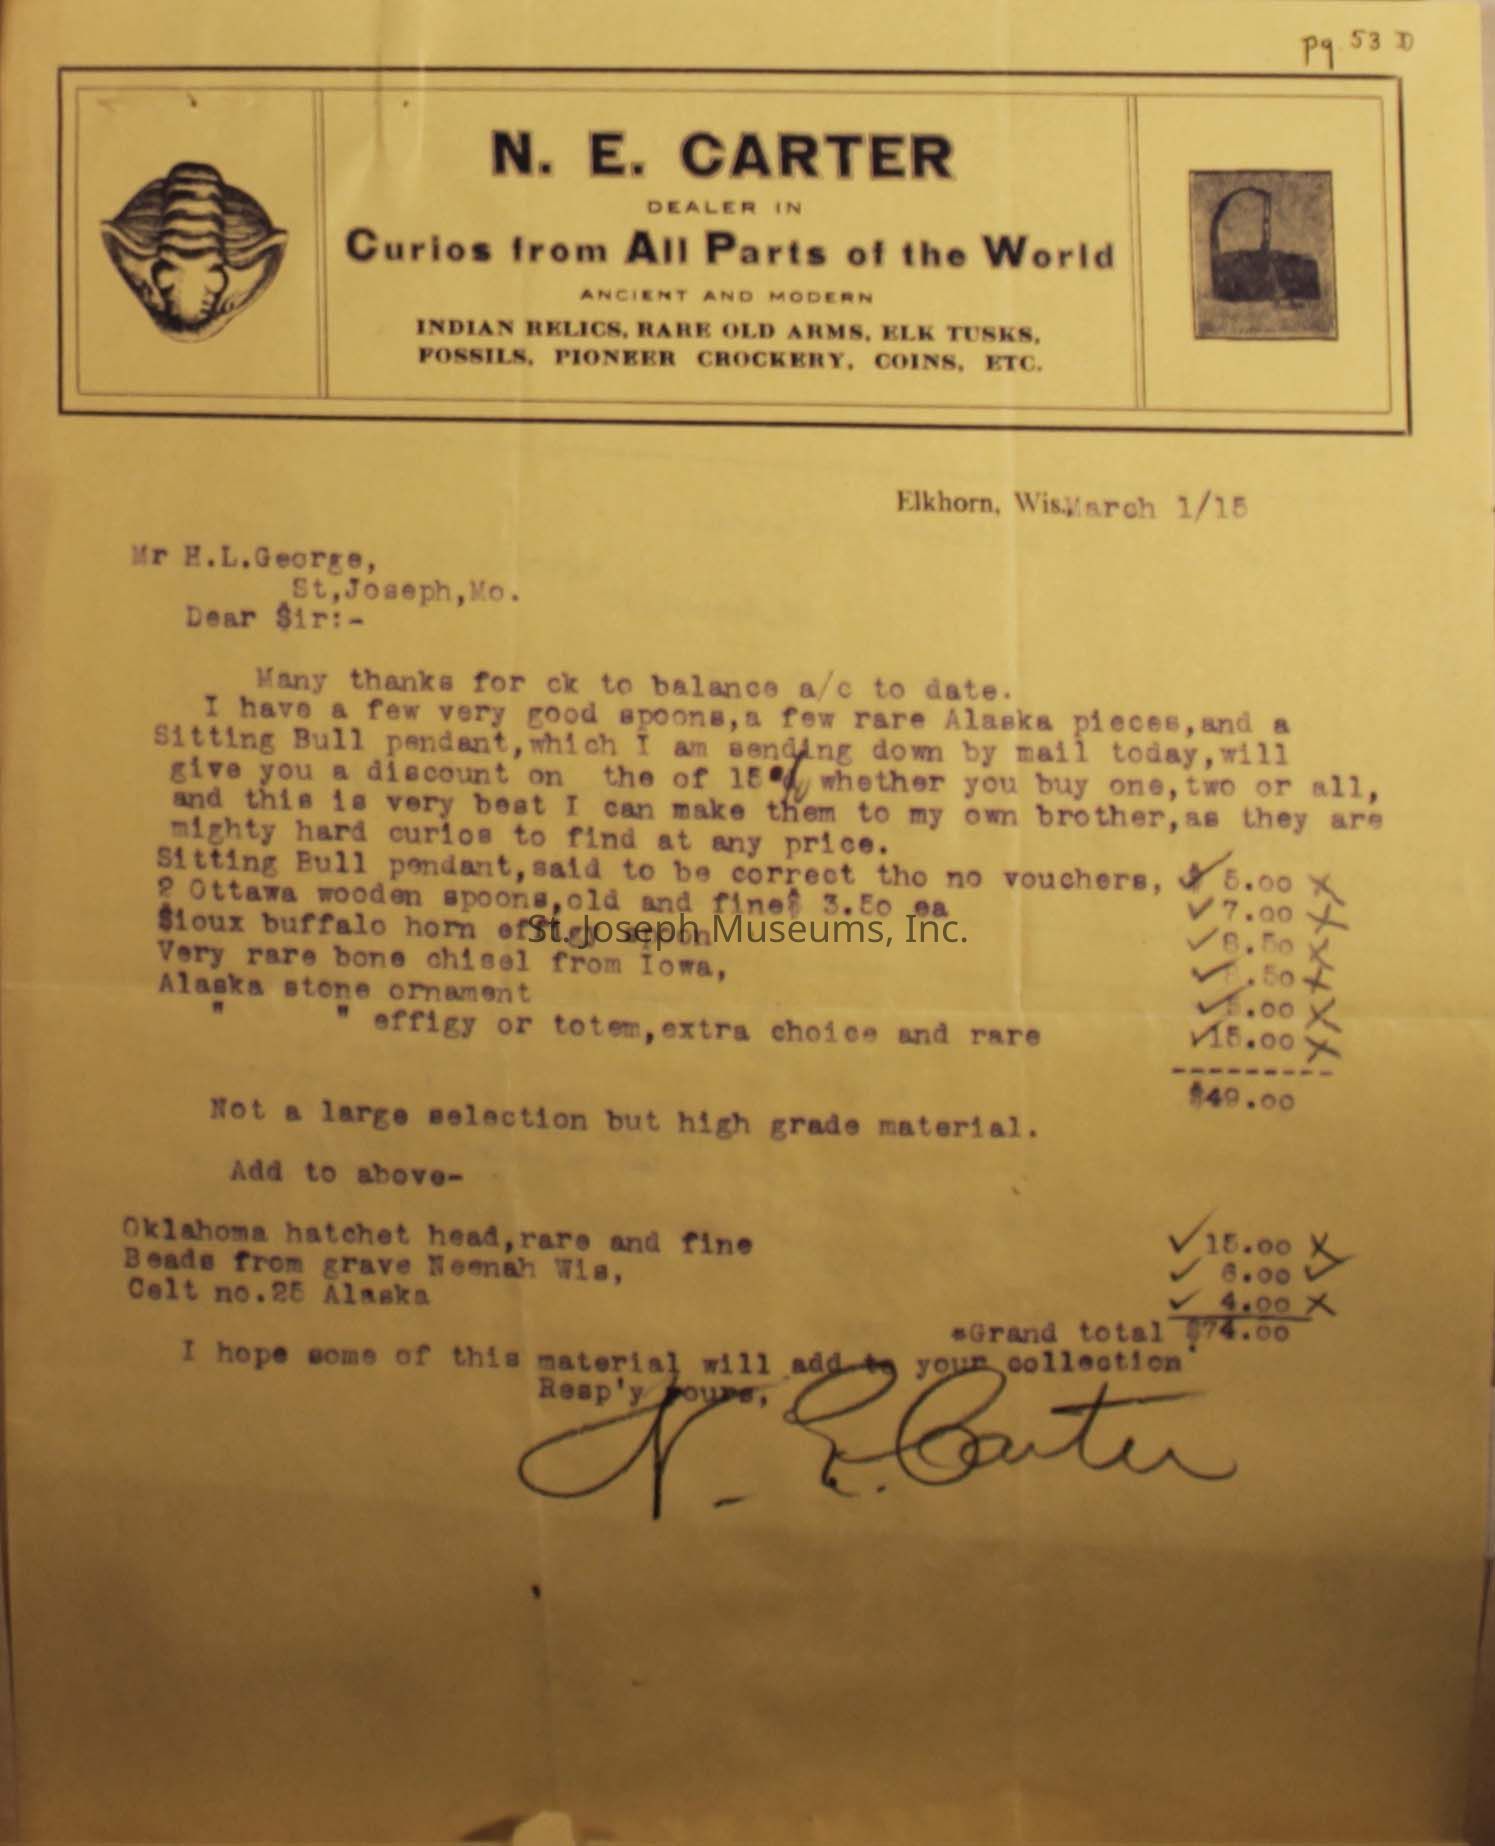 pg 53 D
N. E. CARTER
DEALER IN
Curios from All Parts of the World
ANCIENT AND MODERN
INDIAN RELICS, RARE OLD ARMS, ELK TUSKS,
FOSSILS, PIONEER CROCKERY, COINS, ETC.
Elkhorn, Wis., March 1/15
Mr H.L.George,
St,Joseph,Mo.
Dear $ir:-
Many thanks for ck to balance a/c to date.
I have a few very good spoons,a few rare Alaska pieces,and a
Sitting Bull pendant,which I am sending down by mail today,will
give you a discount on the of 15% whether you buy one,two or all,
and this is very best I can make them to my own brother,as they are
mighty hard curios to find at any price.
Sitting Bull pendant,said to be correct tho no vouchers, $ 5.00
2 Ottawa wooden spoons,old and fine$ 3.50 ea 7.00
$ioux buffalo horn effigy spoon 8.50
Very rare bone chisel from Iowa, .50
Alaska stone ornament 5.00
" " effigy or totem,extra choice and rare 15.00
---------
$49.00
Not a large selection but high grade material.
Add to above-
Oklahoma hatchet head,rare and fine 15.00
Beads from grave Neenah Wis, 6.00
Celt no.25 Alaska 4.00
*Grand total $74.00
I hope some of this material will add to your collection
Resp'y yours,
N. E. Carter
St. Joseph Museums, Inc.